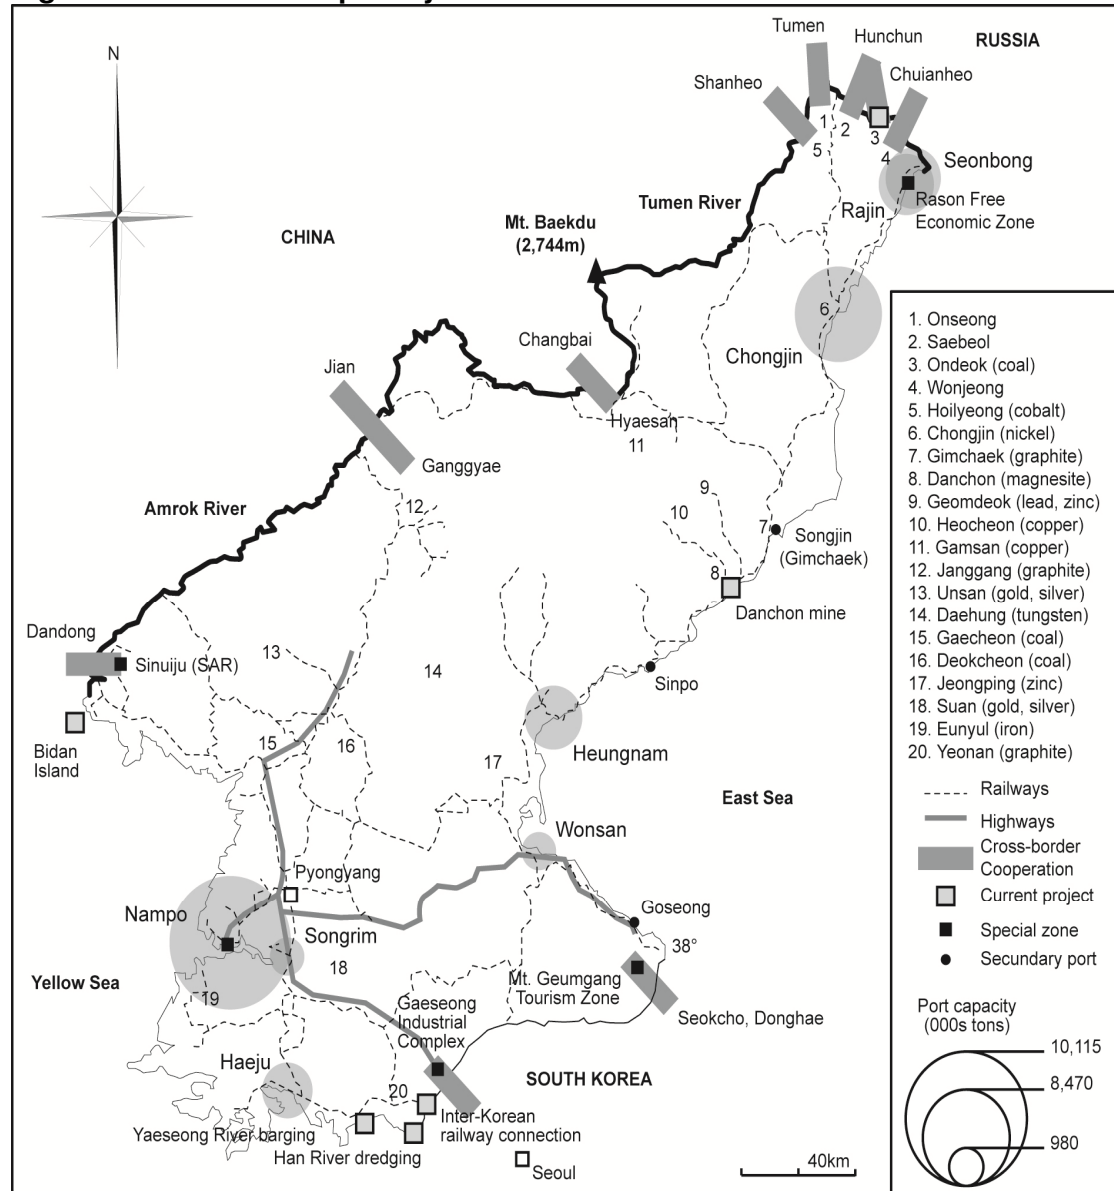 N
Tumen
Hunchun
RUSSIA
Shanheo
Chuianheo
1
2
3
5
4
Seonbong
Tumen River
Rajin
Rason Free
Economic Zone
Mt. Baekdu
(2,744m)
CHINA
6
Chongjin
Changbai
Jian
Hyaesan
11
Ganggyae
Amrok River
12
9
10
7
Songjin
(Gimchaek)
8
Danchon mine
Dandong
Sinuiju (SAR)
13
14
Sinpo
Bidan
Island
15
16
Heungnam
17
East Sea
Wonsan
Pyongyang
Nampo
Songrim
Goseong
38°
18
Mt. Geumgang
Tourism Zone
Yellow Sea
19
Gaeseong
Industrial
Complex
Seokcho, Donghae
Haeju
SOUTH KOREA
20
Inter-Korean
railway connection
Yaeseong River barging
Han River dredging
Seoul
40km
1. Onseong
2. Saebeol
3. Ondeok (coal)
4. Wonjeong
5. Hoilyeong (cobalt)
6. Chongjin (nickel)
7. Gimchaek (graphite)
8. Danchon (magnesite)
9. Geomdeok (lead, zinc)
10. Heocheon (copper)
11. Gamsan (copper)
12. Janggang (graphite)
13. Unsan (gold, silver)
14. Daehung (tungsten)
15. Gaecheon (coal)
16. Deokcheon (coal)
17. Jeongping (zinc)
18. Suan (gold, silver)
19. Eunyul (iron)
20. Yeonan (graphite)
Railways
Highways
Cross-border
Cooperation
Current project
Special zone
Secundary port
Port capacity
(000s tons)
10,115
8,470
980